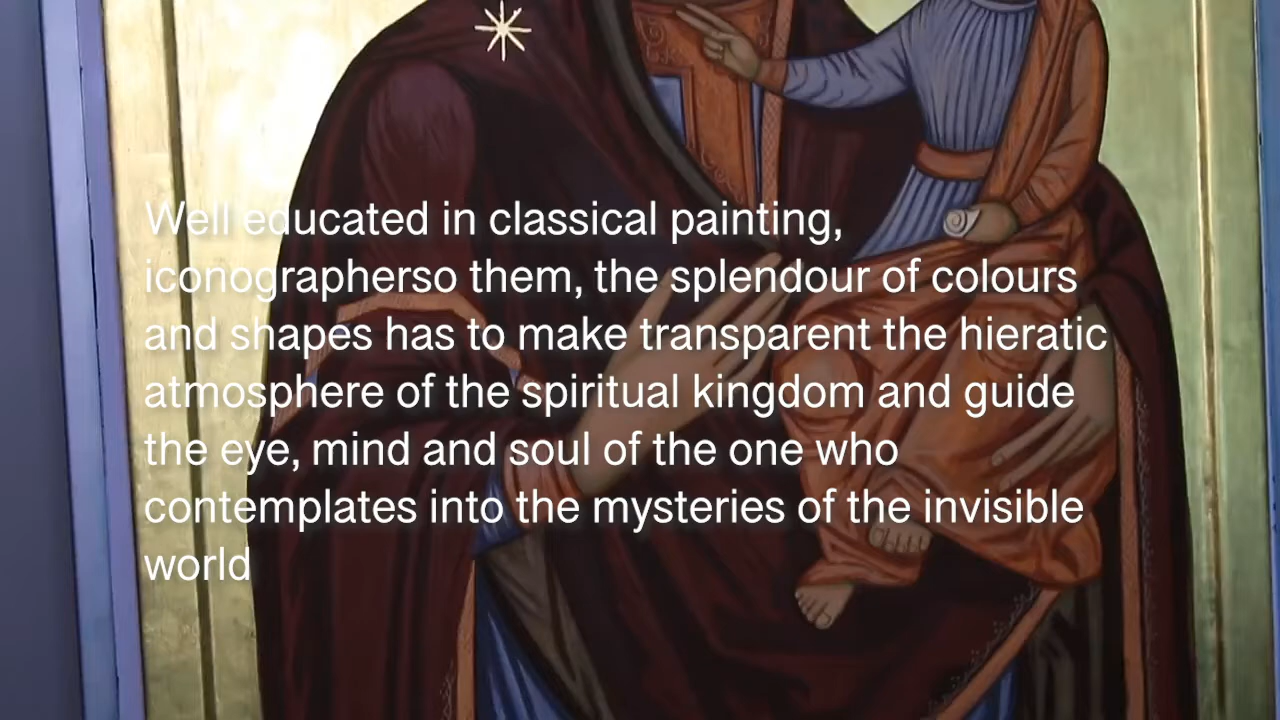 Well educated in classical painting,
iconographerso them, the splendour of colours
and shapes has to make transparent the hieratic
atmosphere of the spiritual kingdom and guide
the eye, mind and soul of the one who
contemplates into the mysteries of the invisible
world